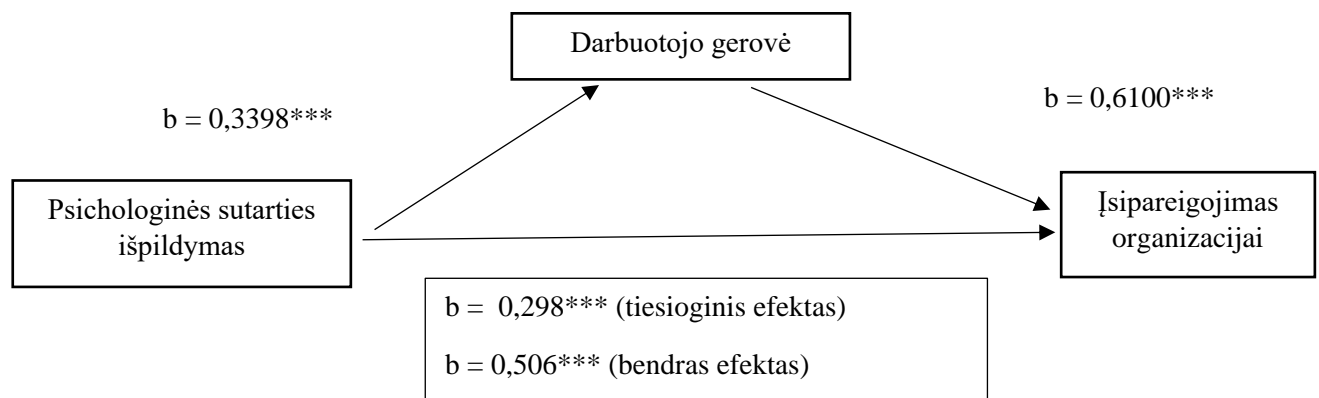 Darbuotojo gerovė
b = 0,3398***
b = 0,6100***
Psichologinės sutarties
išpildymas
Įsipareigojimas
organizacijai
b =  0,298*** (tiesioginis efektas)
b = 0,506*** (bendras efektas)